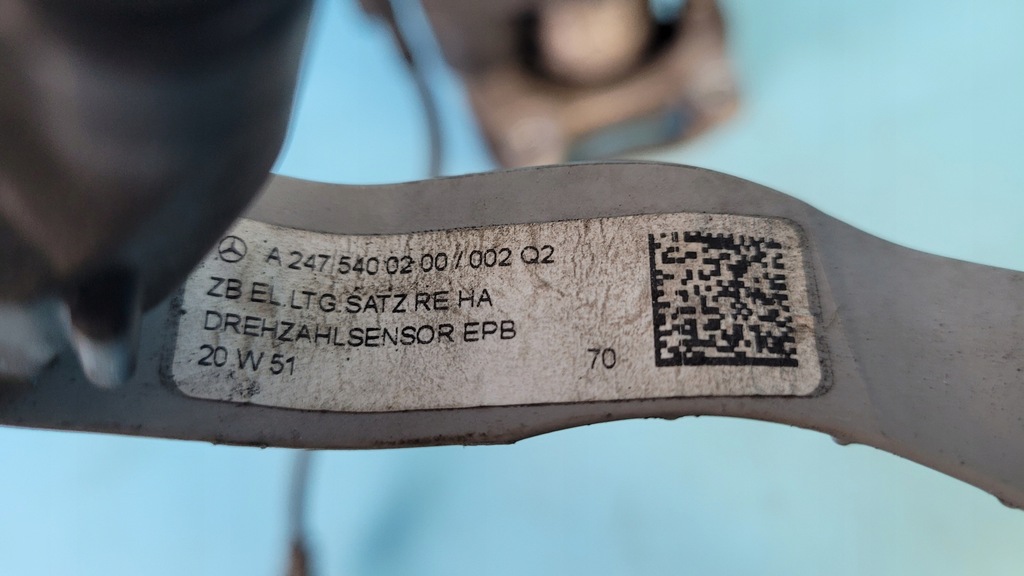 A 247 540 02 00 / 002 Q2
ZB EL.LTG.SATZ RE HA
DREHZAHLSENSOR EPB
20 W 51 70